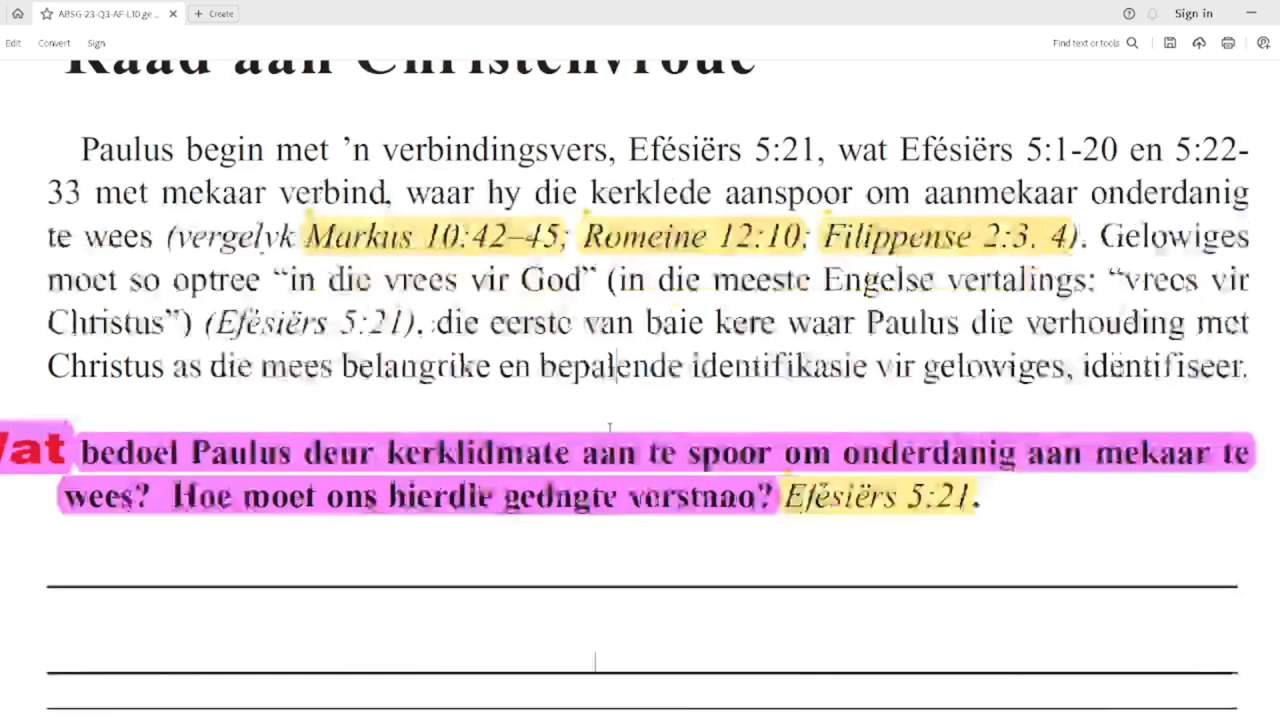 ABSG-23-Q3-AF-L10 ge ... × + Create Sign in
Edit Convert Sign Find text or tools
Raad aan Christenvroue
Paulus begin met 'n verbindingsvers, Efésiërs 5:21, wat Efésiërs 5:1-20 en 5:22-
33 met mekaar verbind, waar hy die kerklede aanspoor om aanmekaar onderdanig
te wees (vergelyk Markus 10:42–45; Romeine 12:10; Filippense 2:3, 4). Gelowiges
moet so optree “in die vrees vir God” (in die meeste Engelse vertalings: “vrees vir
Christus”) (Efésiërs 5:21), die eerste van baie kere waar Paulus die verhouding met
Christus as die mees belangrike en bepalende identifikasie vir gelowiges, identifiseer.
Wat bedoel Paulus deur kerklidmate aan te spoor om onderdanig aan mekaar te
wees? Hoe moet ons hierdie gedagte verstaan? Efésiërs 5:21.